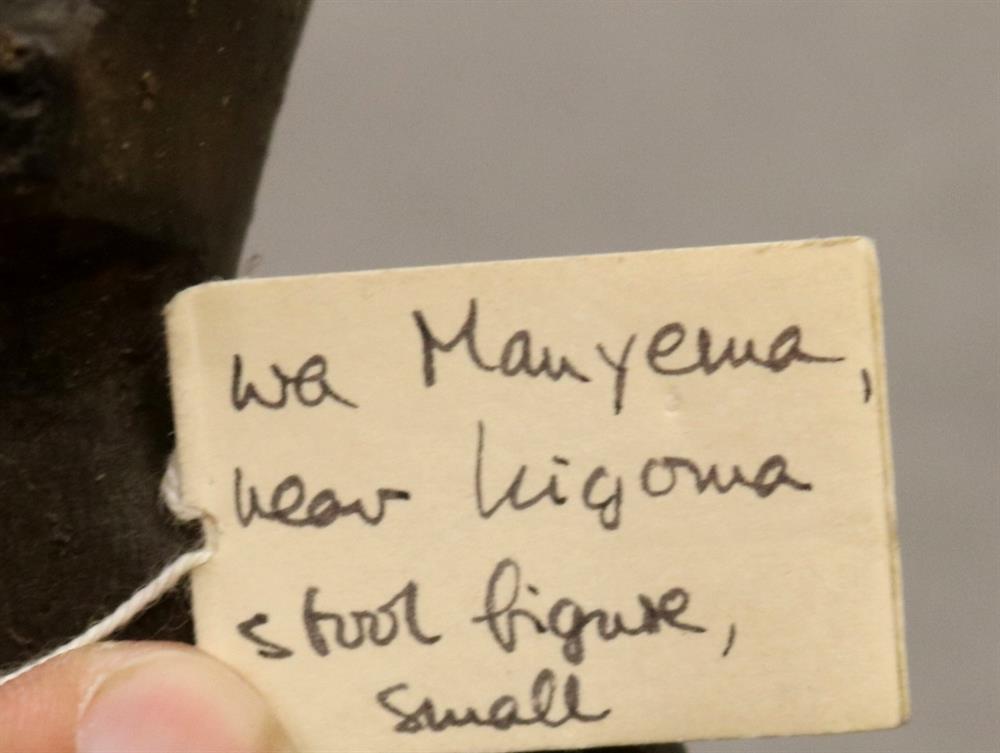 wa Manyema,
near Kigoma
stool figure,
small